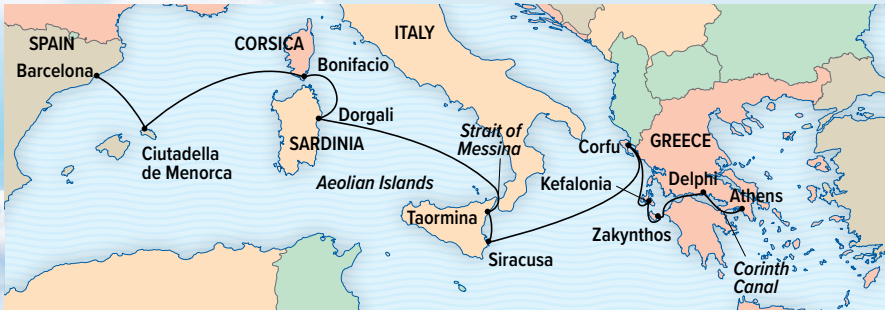 SPAIN
Barcelona
CORSICA
Bonifacio
ITALY
Dorgali
SARDINIA
Ciutadella
de Menorca
Strait of
Messina
Aeolian Islands
Taormina
Siracusa
Corfu
GREECE
Kefalonia
Delphi
Athens
Zakynthos
Corinth
Canal